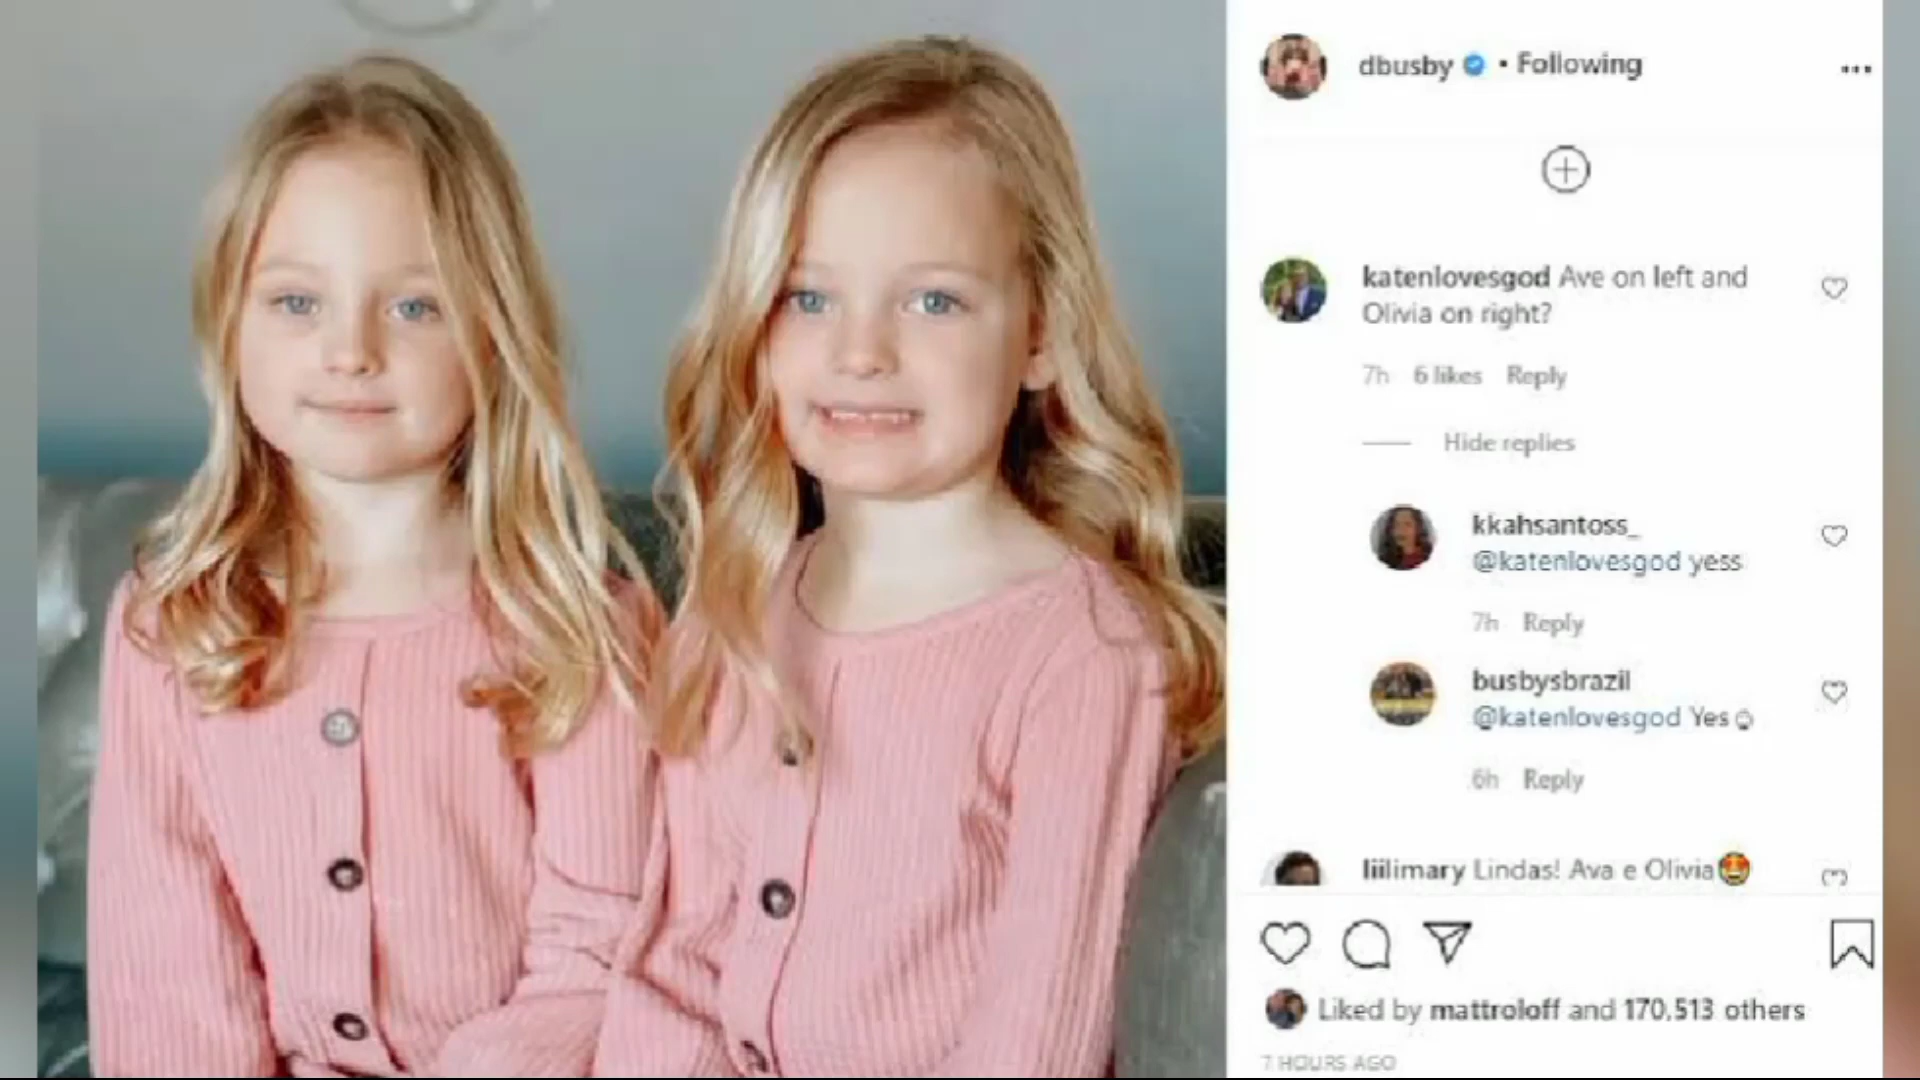 dbusby • Following
katenlovesgod Ave on left and
Olivia on right?
7h 6 likes Reply
Hide replies
kkahsantoss_
@katenlovesgod yess
7h Reply
busbysbrazil
@katenlovesgod Yes
6h Reply
liilimary Lindas! Ava e Olivia🤩
Liked by mattroloff and 170,513 others
7 HOURS AGO